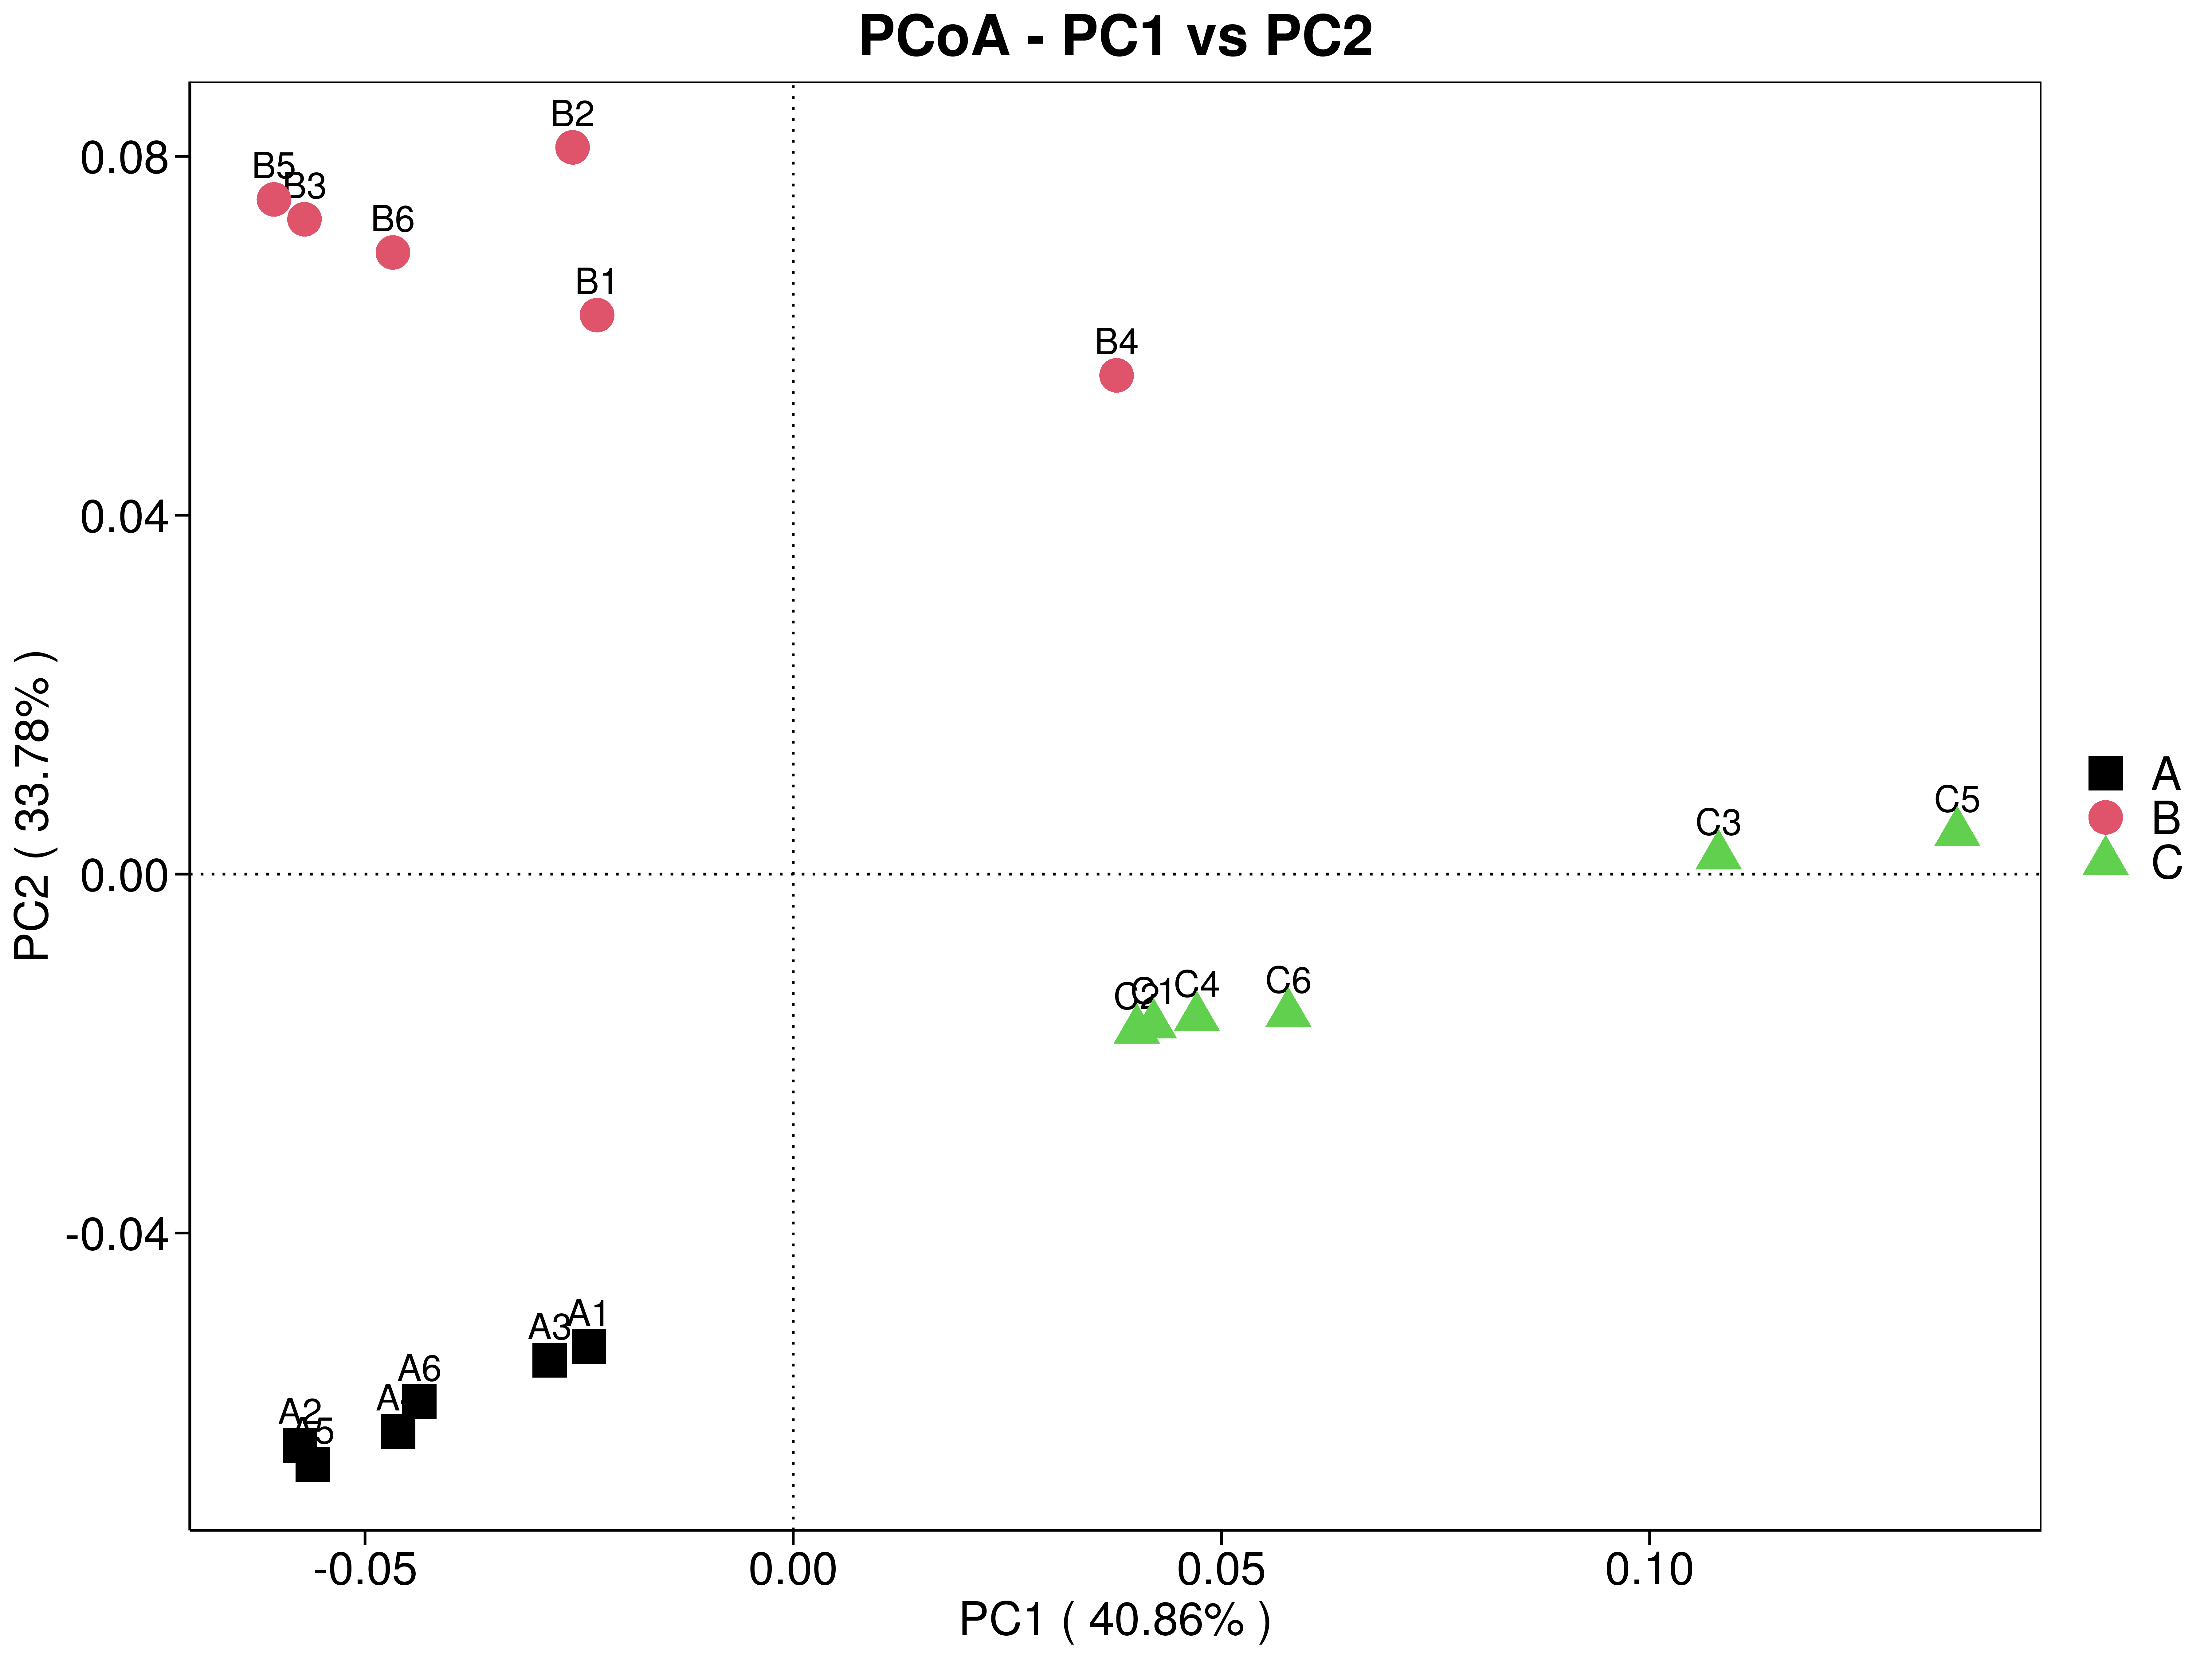 PCoA - PC1 vs PC2
B2
0.08
B5
B3
B6
B1
B4
0.04
PC2 ( 33.78% )
A
B
C
C5
C3
0.00
C6
C4
C1
C2
-0.04
A1
A3
A6
A2
A5
-0.05
0.00
0.05
0.10
PC1 ( 40.86% )